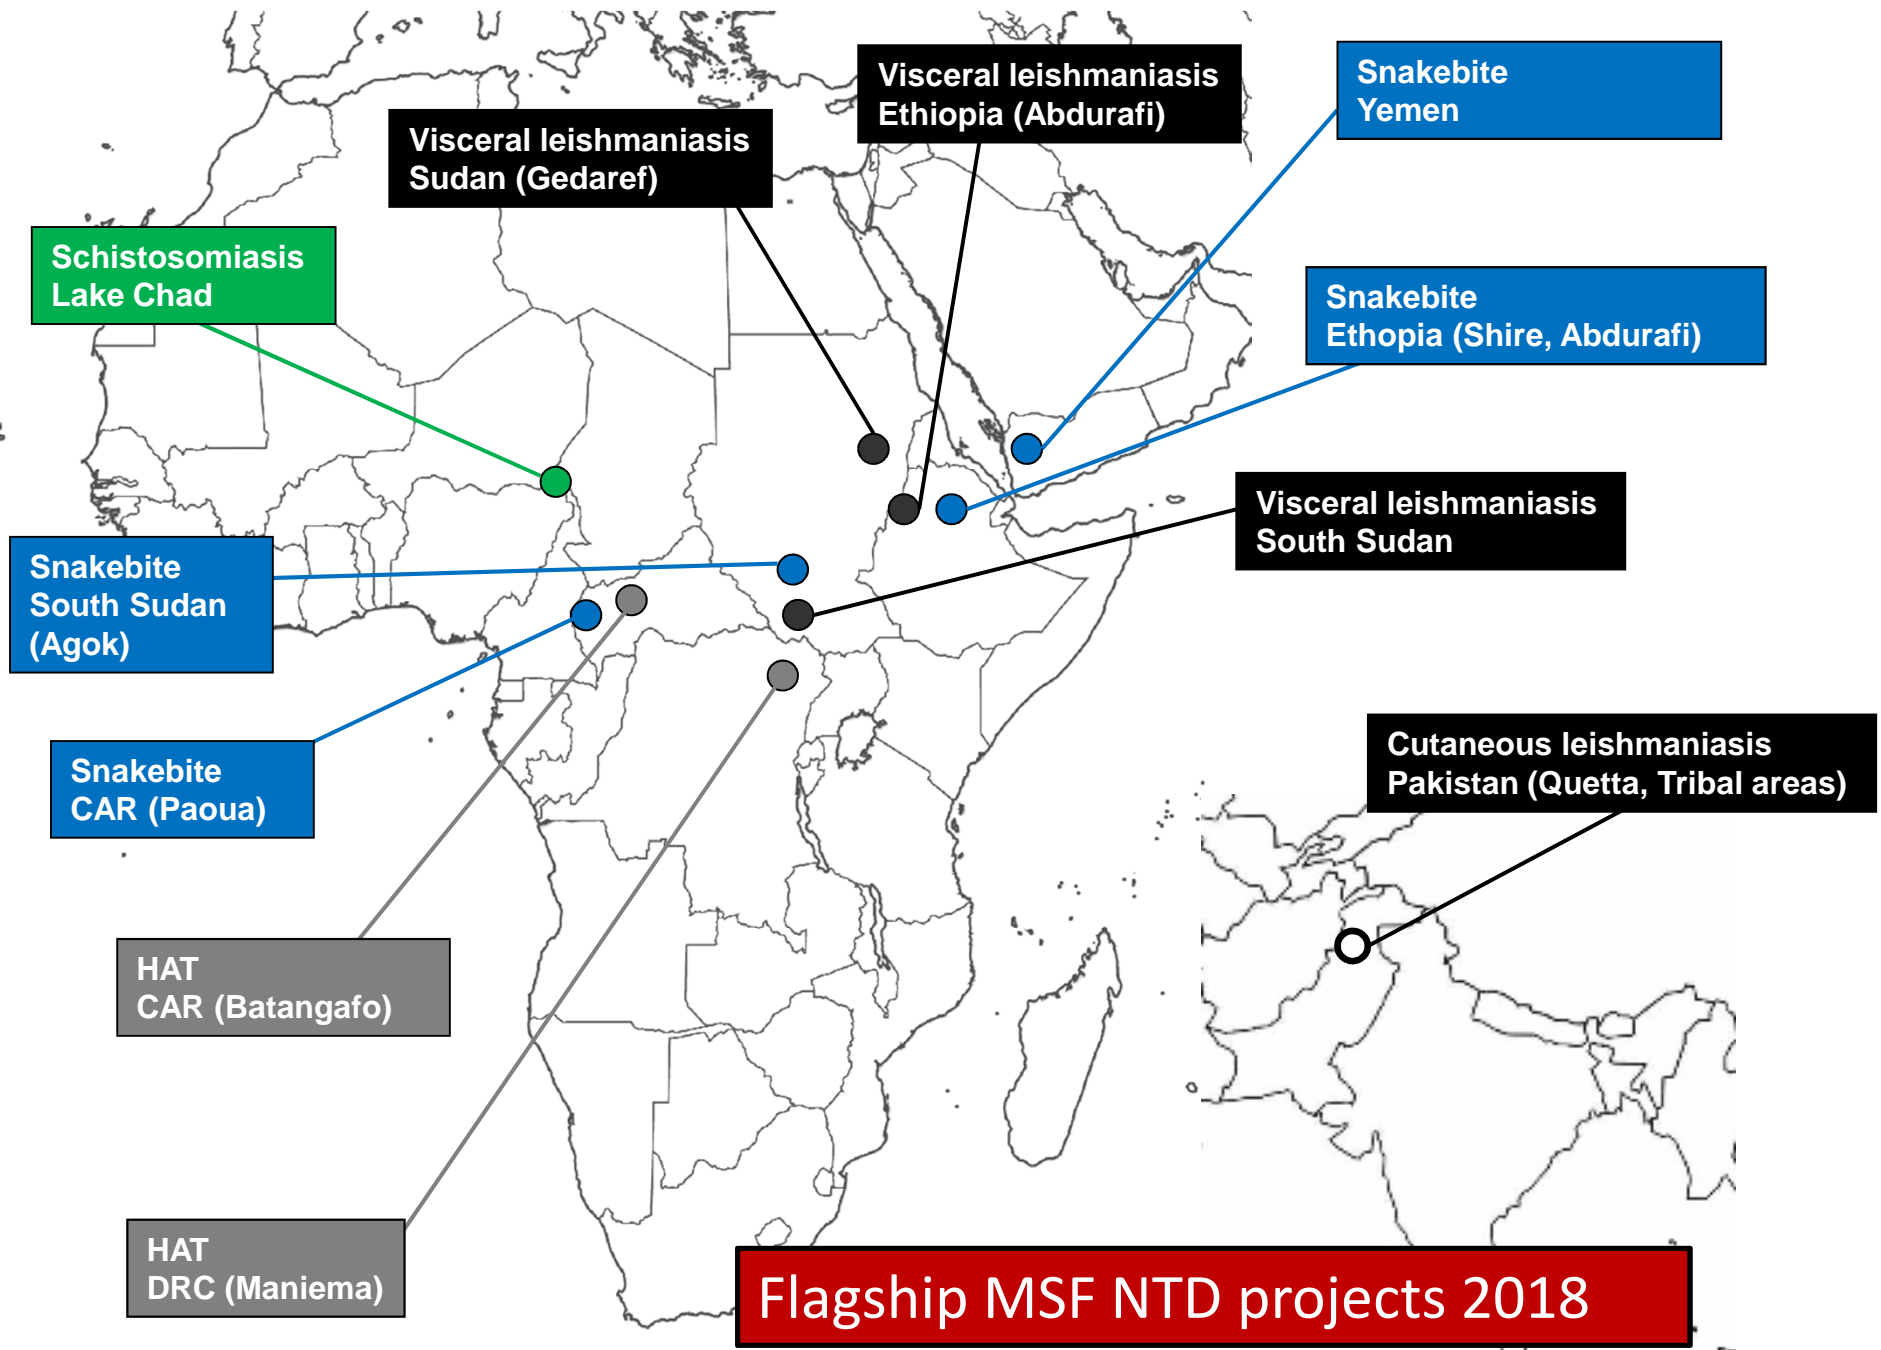 Visceral leishmaniasis
Ethiopia (Abdurafi)
Snakebite
Yemen
Visceral leishmaniasis
Sudan (Gedaref)
Schistosomiasis
Lake Chad
Snakebite
Ethopia (Shire, Abdurafi)
Visceral leishmaniasis
South Sudan
Snakebite
South Sudan
(Agok)
Snakebite
CAR (Paoua)
Cutaneous leishmaniasis
Pakistan (Quetta, Tribal areas)
HAT
CAR (Batangafo)
HAT
DRC (Maniema)
Flagship MSF NTD projects 2018